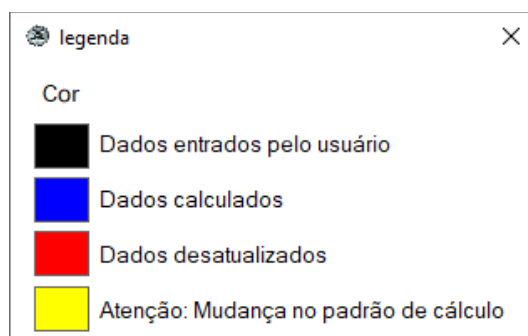 legenda
Cor
Dados entrados pelo usuário
Dados calculados
Dados desatualizados
Atenção: Mudança no padrão de cálculo